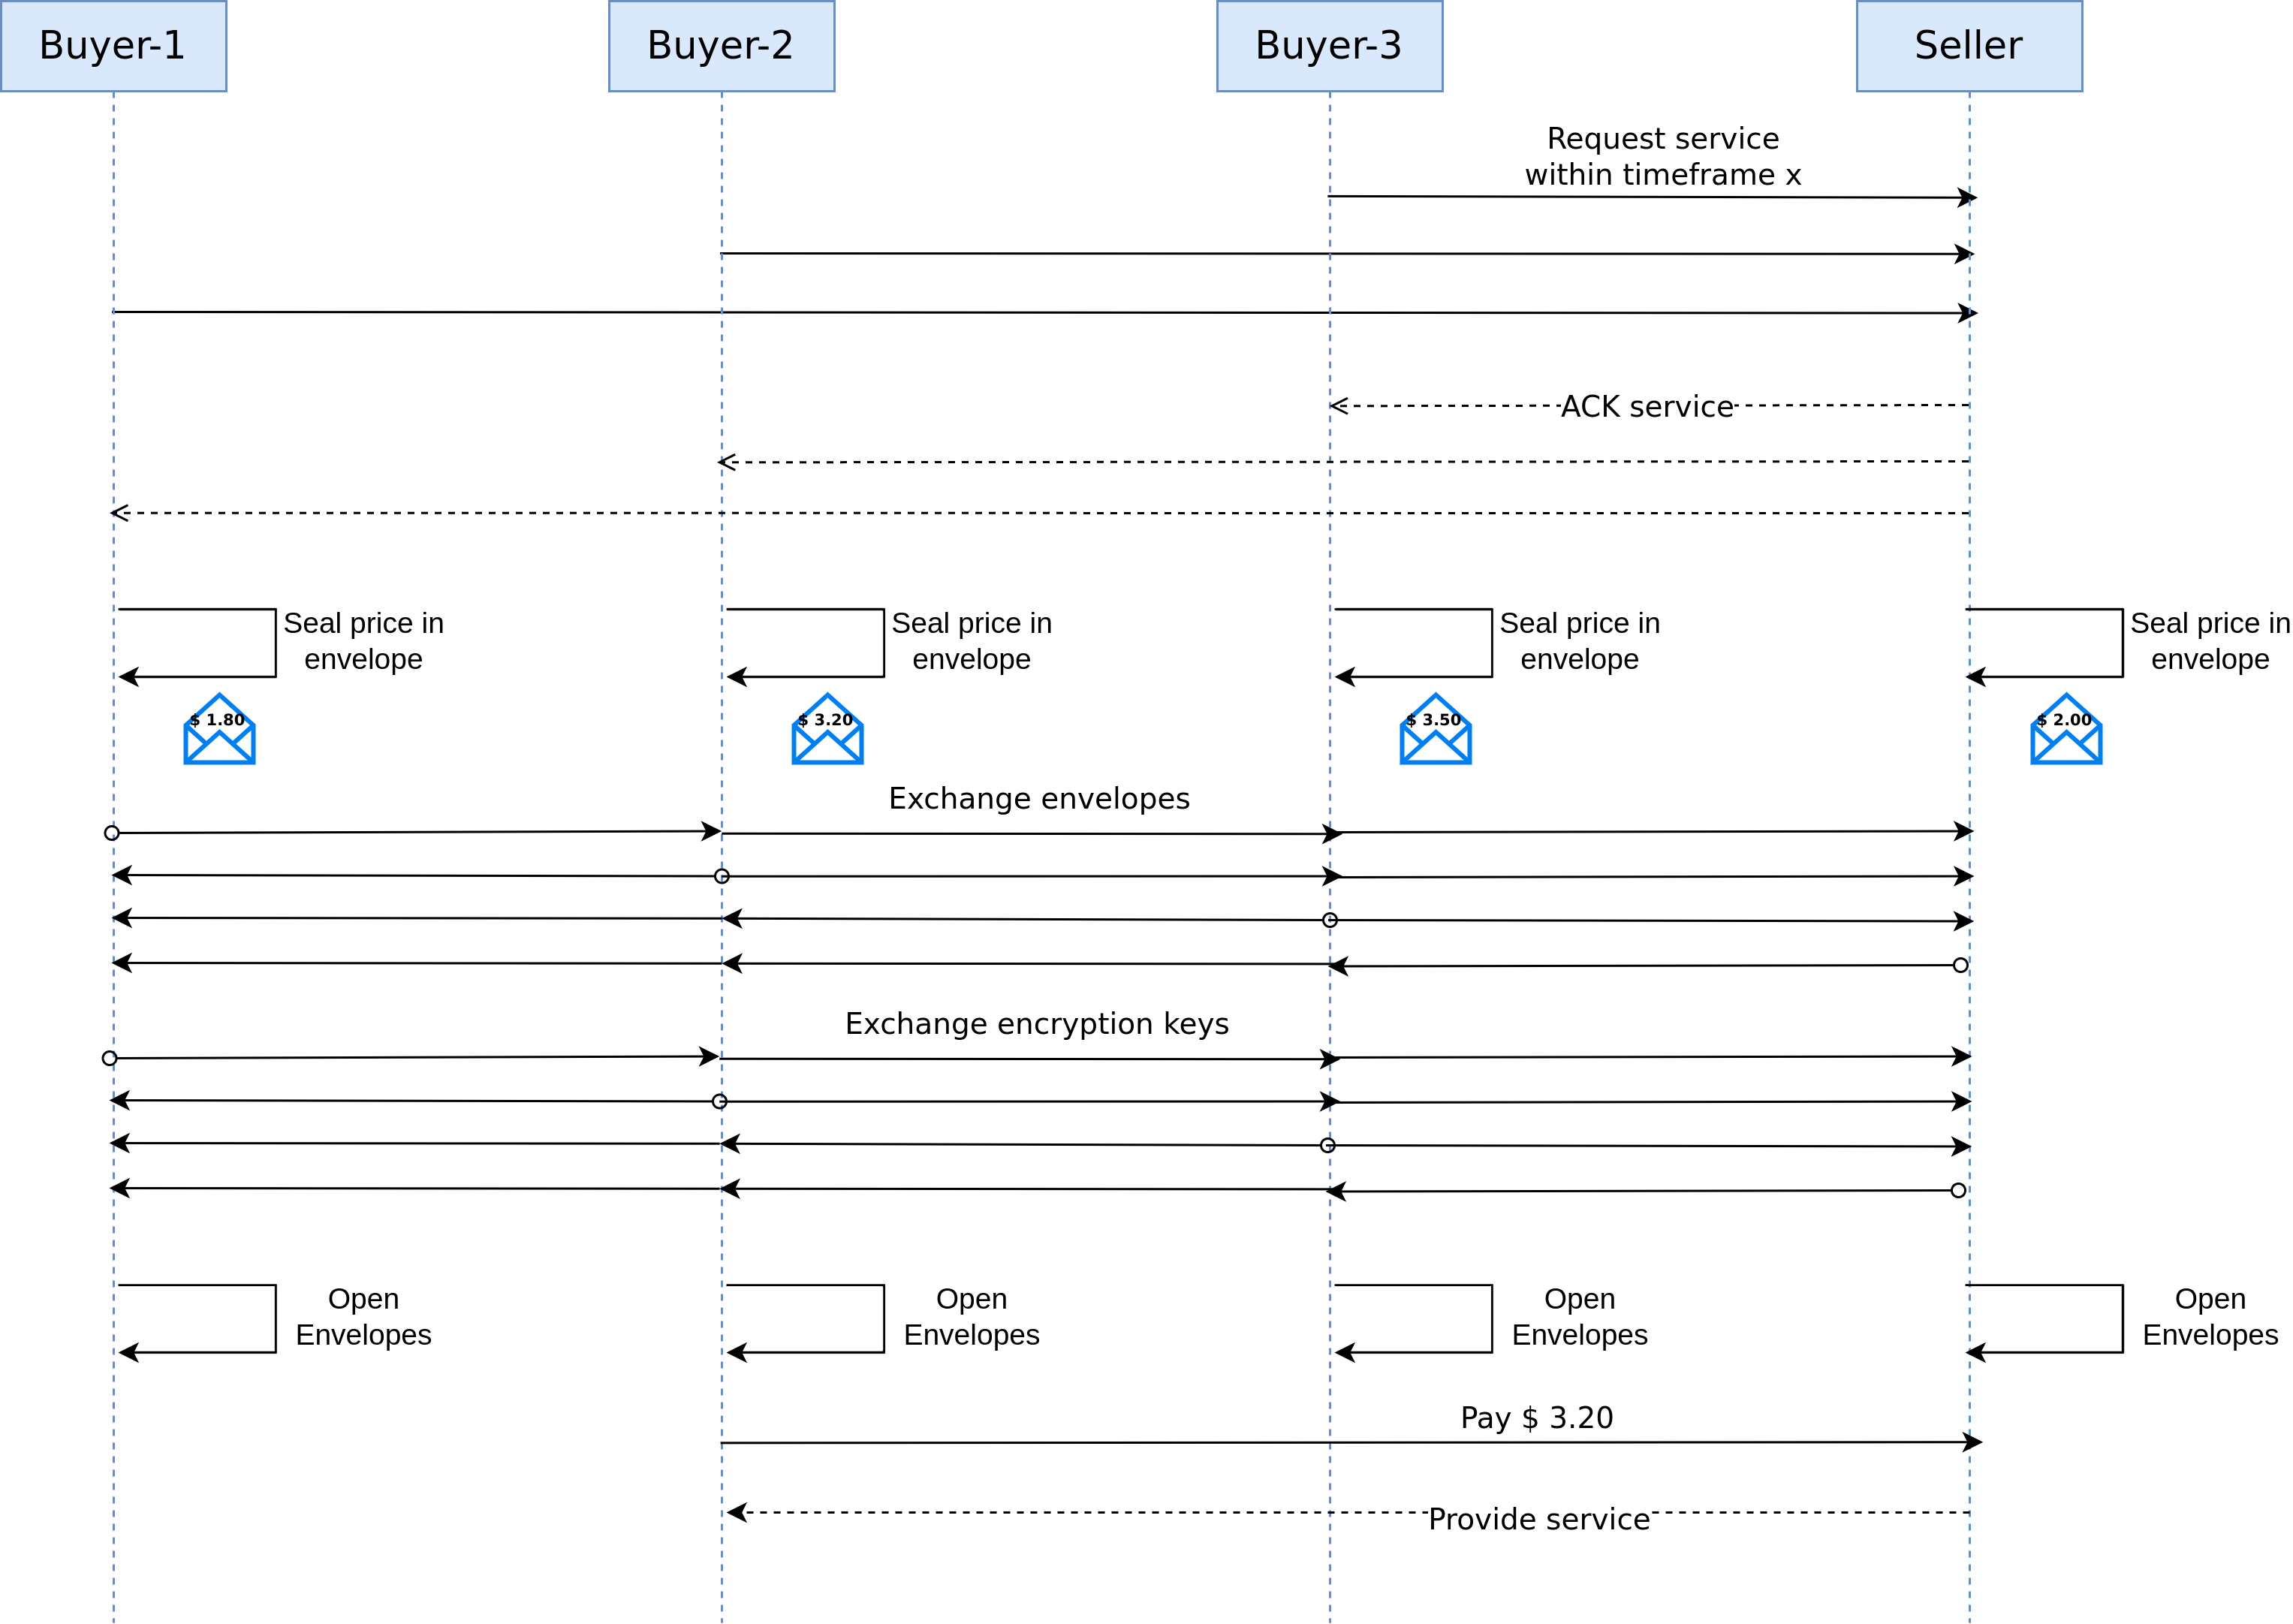 Buyer-1
Buyer-2
Buyer-3
Seller
Request service
within timeframe x
ACK service
Seal price in
envelope
Seal price in
envelope
Seal price in
envelope
Seal price in
envelope
$ 1.80
$ 3.20
$ 3.50
$ 2.00
Exchange envelopes
Exchange encryption keys
Open
Envelopes
Open
Envelopes
Open
Envelopes
Open
Envelopes
Pay $ 3.20
Provide service